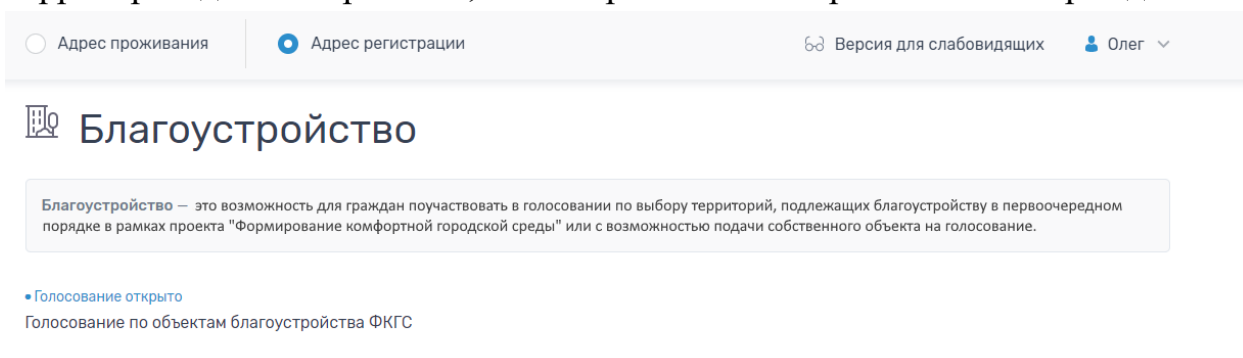 Адрес проживания Адрес регистрации Версия для слабовидящих Олег
Благоустройство
Благоустройство — это возможность для граждан поучаствовать в голосовании по выбору территорий, подлежащих благоустройству в первоочередном
порядке в рамках проекта "Формирование комфортной городской среды" или с возможностью подачи собственного объекта на голосование.
• Голосование открыто
Голосование по объектам благоустройства ФКГС